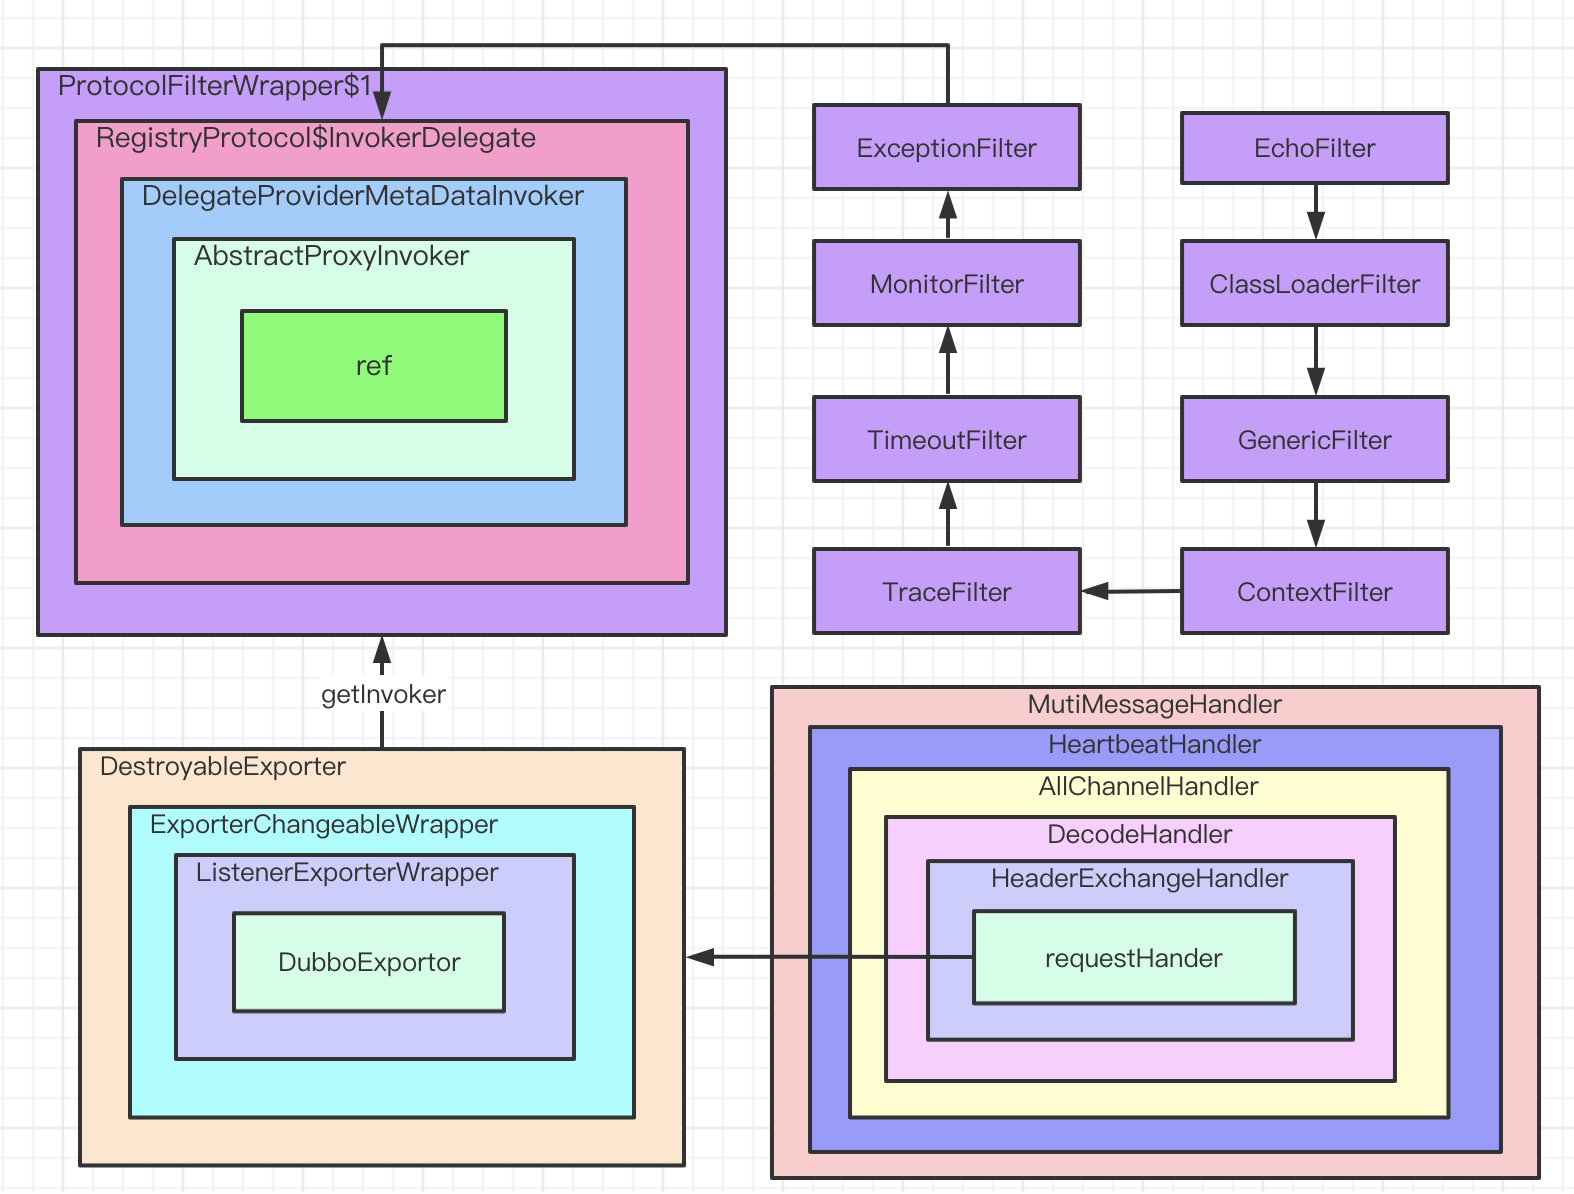 ProtocolFilterWrapper$1
RegistryProtocol$InvokerDelegate
DelegateProviderMetaDataInvoker
AbstractProxyInvoker
ref
ExceptionFilter
EchoFilter
MonitorFilter
ClassLoaderFilter
TimeoutFilter
GenericFilter
TraceFilter
ContextFilter
getInvoker
DestroyableExporter
ExporterChangeableWrapper
ListenerExporterWrapper
DubboExportor
MutiMessageHandler
HeartbeatHandler
AllChannelHandler
DecodeHandler
HeaderExchangeHandler
requestHander